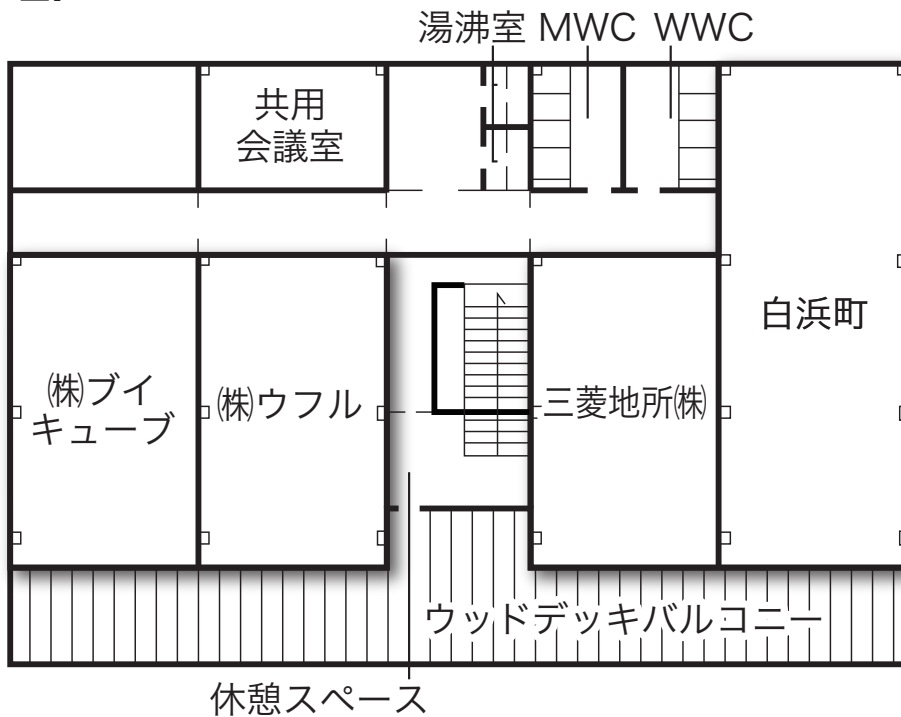 湯沸室 MWC WWC
共用
会議室
白浜町
㈱ブイ
キューブ
㈱ウフル
三菱地所㈱
ウッドデッキバルコニー
休憩スペース